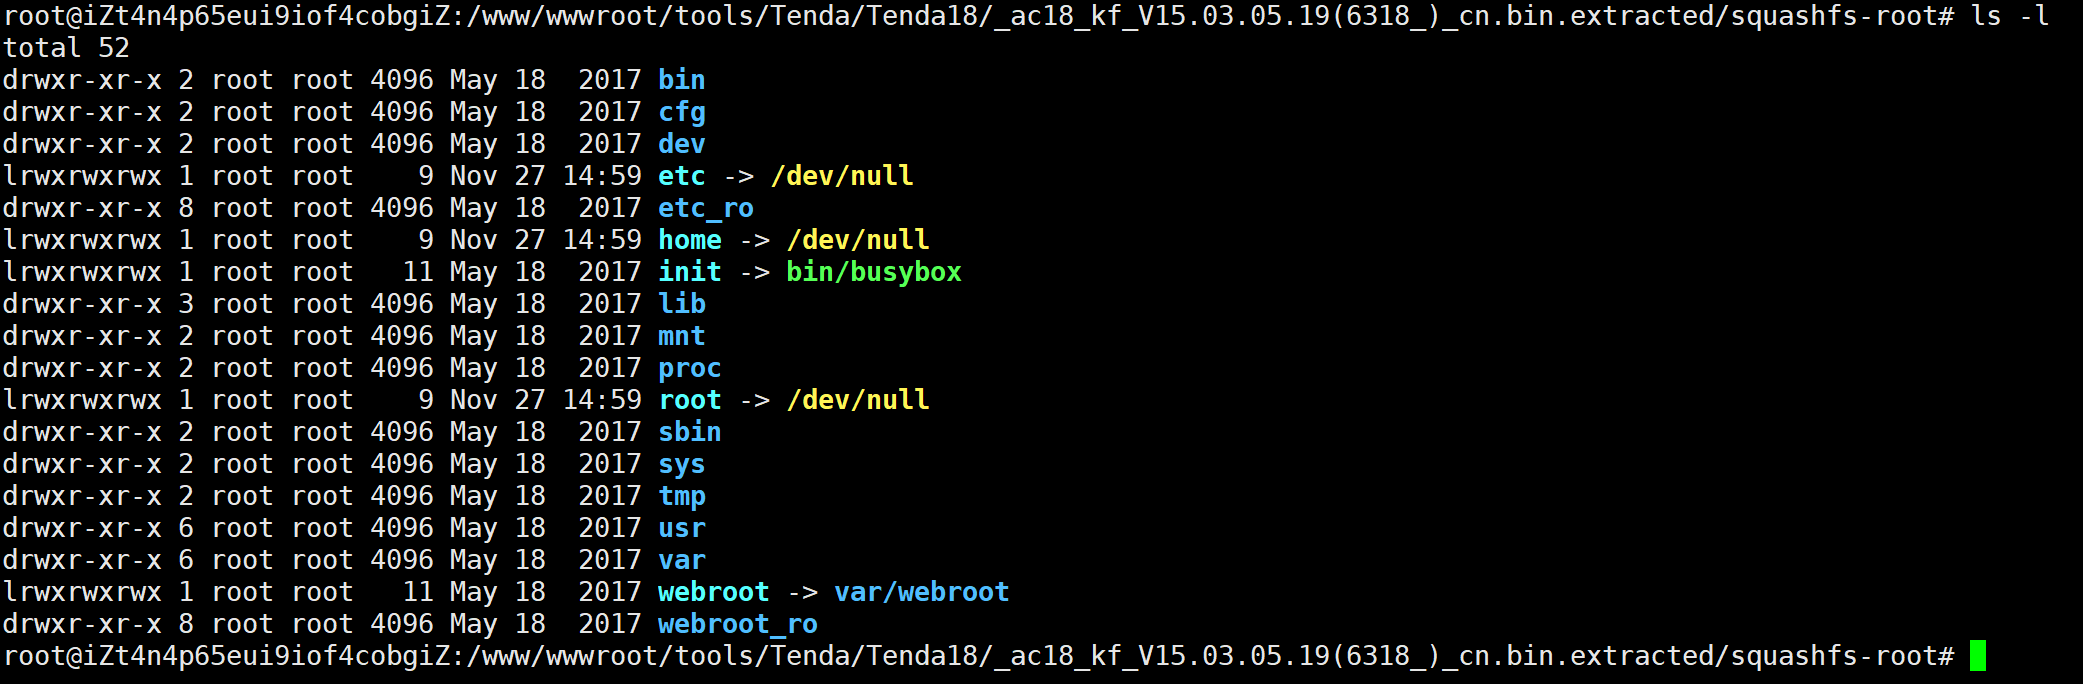 root@iZt4n4p65eui9iof4cobgiZ:/www/wwwroot/tools/Tenda/Tenda18/_ac18_kf_V15.03.05.19(6318_)_cn.bin.extracted/squashfs-root# ls -l
total 52
drwxr-xr-x 2 root root 4096 May 18  2017 bin
drwxr-xr-x 2 root root 4096 May 18  2017 cfg
drwxr-xr-x 2 root root 4096 May 18  2017 dev
lrwxrwxrwx 1 root root    9 Nov 27 14:59 etc -> /dev/null
drwxr-xr-x 8 root root 4096 May 18  2017 etc_ro
lrwxrwxrwx 1 root root    9 Nov 27 14:59 home -> /dev/null
lrwxrwxrwx 1 root root   11 May 18  2017 init -> bin/busybox
drwxr-xr-x 3 root root 4096 May 18  2017 lib
drwxr-xr-x 2 root root 4096 May 18  2017 mnt
drwxr-xr-x 2 root root 4096 May 18  2017 proc
lrwxrwxrwx 1 root root    9 Nov 27 14:59 root -> /dev/null
drwxr-xr-x 2 root root 4096 May 18  2017 sbin
drwxr-xr-x 2 root root 4096 May 18  2017 sys
drwxr-xr-x 2 root root 4096 May 18  2017 tmp
drwxr-xr-x 6 root root 4096 May 18  2017 usr
drwxr-xr-x 6 root root 4096 May 18  2017 var
lrwxrwxrwx 1 root root   11 May 18  2017 webroot -> var/webroot
drwxr-xr-x 8 root root 4096 May 18  2017 webroot_ro
root@iZt4n4p65eui9iof4cobgiZ:/www/wwwroot/tools/Tenda/Tenda18/_ac18_kf_V15.03.05.19(6318_)_cn.bin.extracted/squashfs-root#